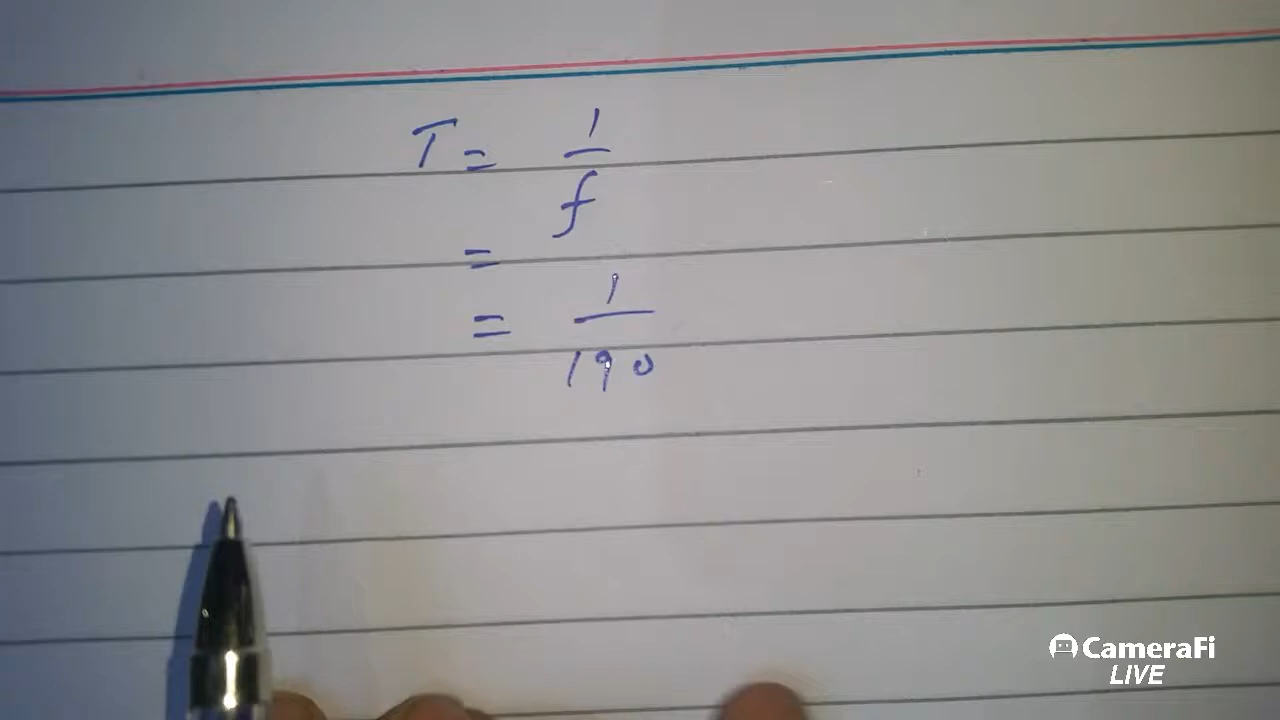 T = 1/f
=
= 1/190
CameraFi
LIVE